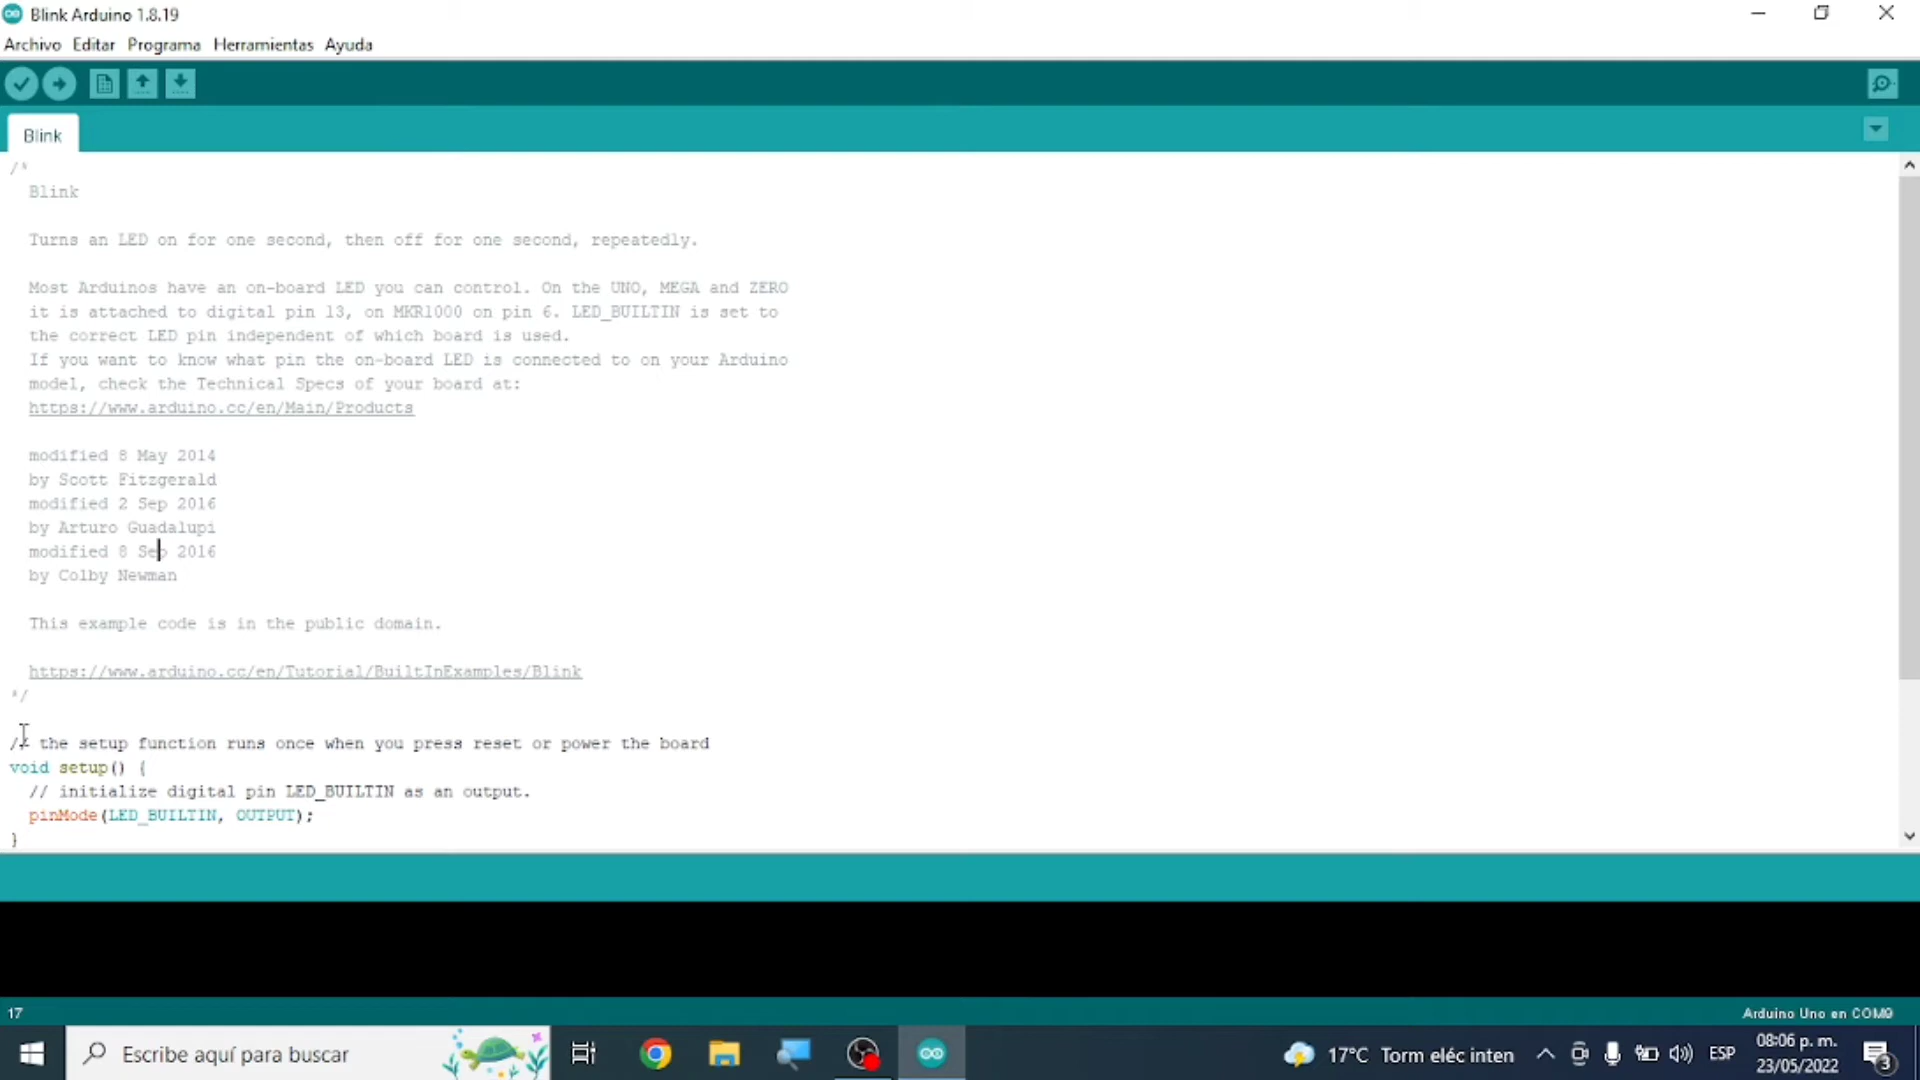 Blink Arduino 1.8.19
Archivo Editar Programa Herramientas Ayuda
Blink
/*
Blink
Turns an LED on for one second, then off for one second, repeatedly.
Most Arduinos have an on-board LED you can control. On the UNO, MEGA and ZERO
it is attached to digital pin 13, on MKR1000 on pin 6. LED_BUILTIN is set to
the correct LED pin independent of which board is used.
If you want to know what pin the on-board LED is connected to on your Arduino
model, check the Technical Specs of your board at:
https://www.arduino.cc/en/Main/Products
modified 8 May 2014
by Scott Fitzgerald
modified 2 Sep 2016
by Arturo Guadalupi
modified 8 Sep 2016
by Colby Newman
This example code is in the public domain.
https://www.arduino.cc/en/Tutorial/BuiltInExamples/Blink
*/
// the setup function runs once when you press reset or power the board
void setup() {
// initialize digital pin LED_BUILTIN as an output.
pinMode(LED_BUILTIN, OUTPUT);
}
17
Arduino Uno en COM9
Escribe aquí para buscar
17°C Torm eléc inten
ESP
08:06 p. m.
23/05/2022
3